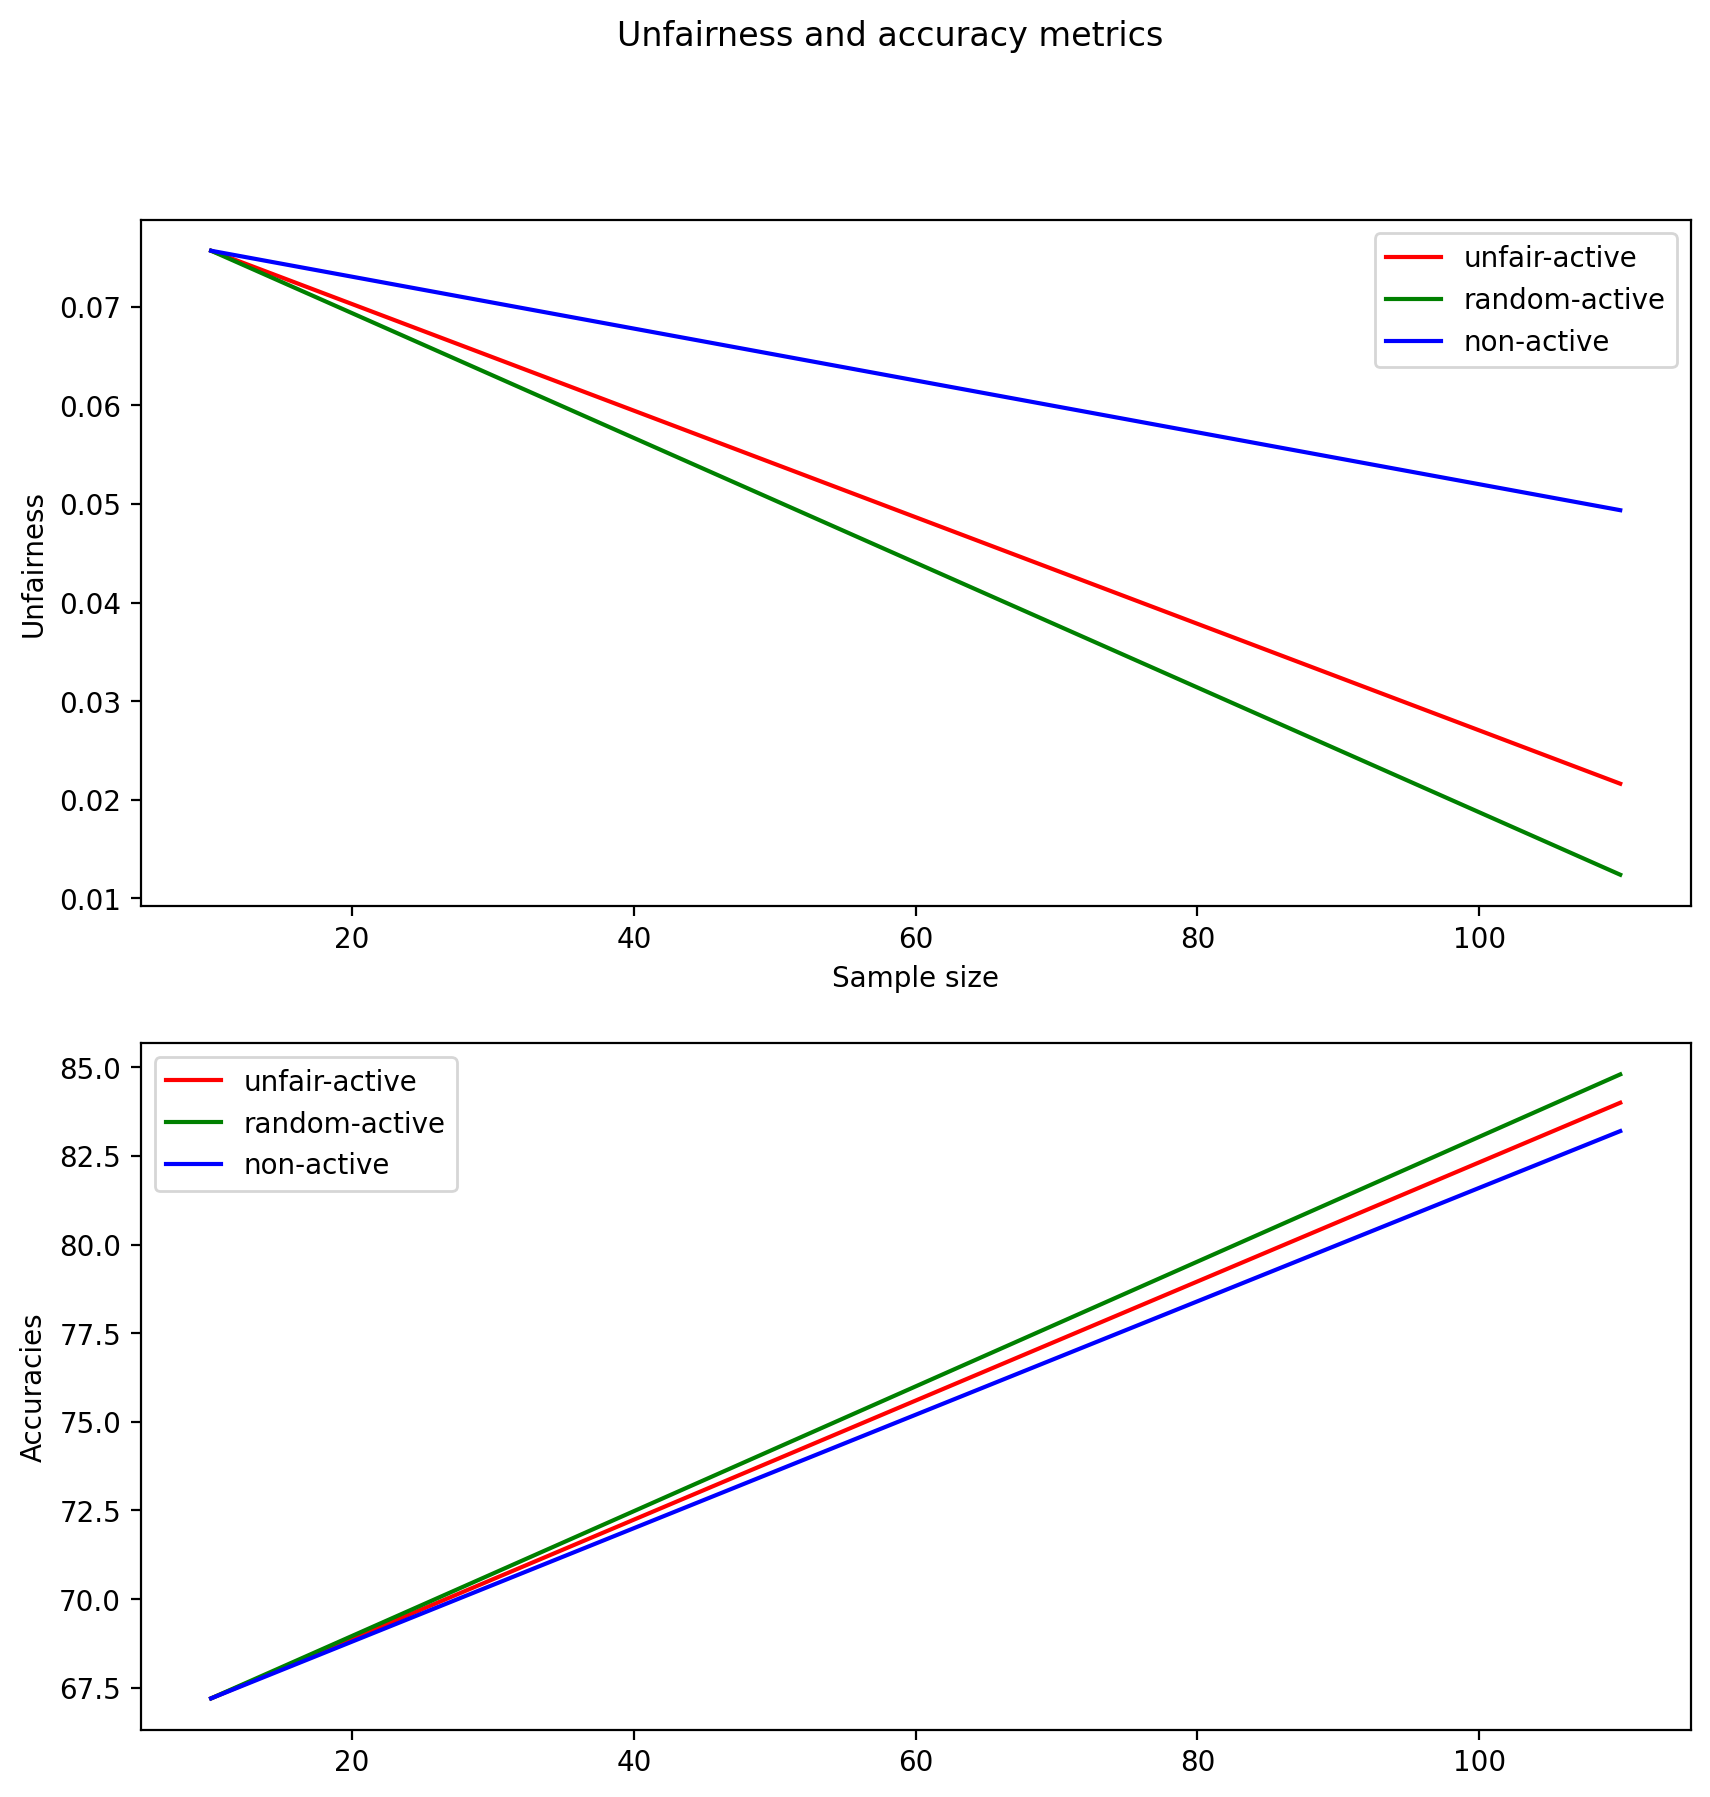 Unfairness and accuracy metrics
unfair-active
random-active
non-active
0.07
0.06
0.05
0.04
0.03
0.02
0.01
Unfairness
20 40 60 80 100
Sample size
unfair-active
random-active
non-active
85.0
82.5
80.0
77.5
75.0
72.5
70.0
67.5
Accuracies
20 40 60 80 100